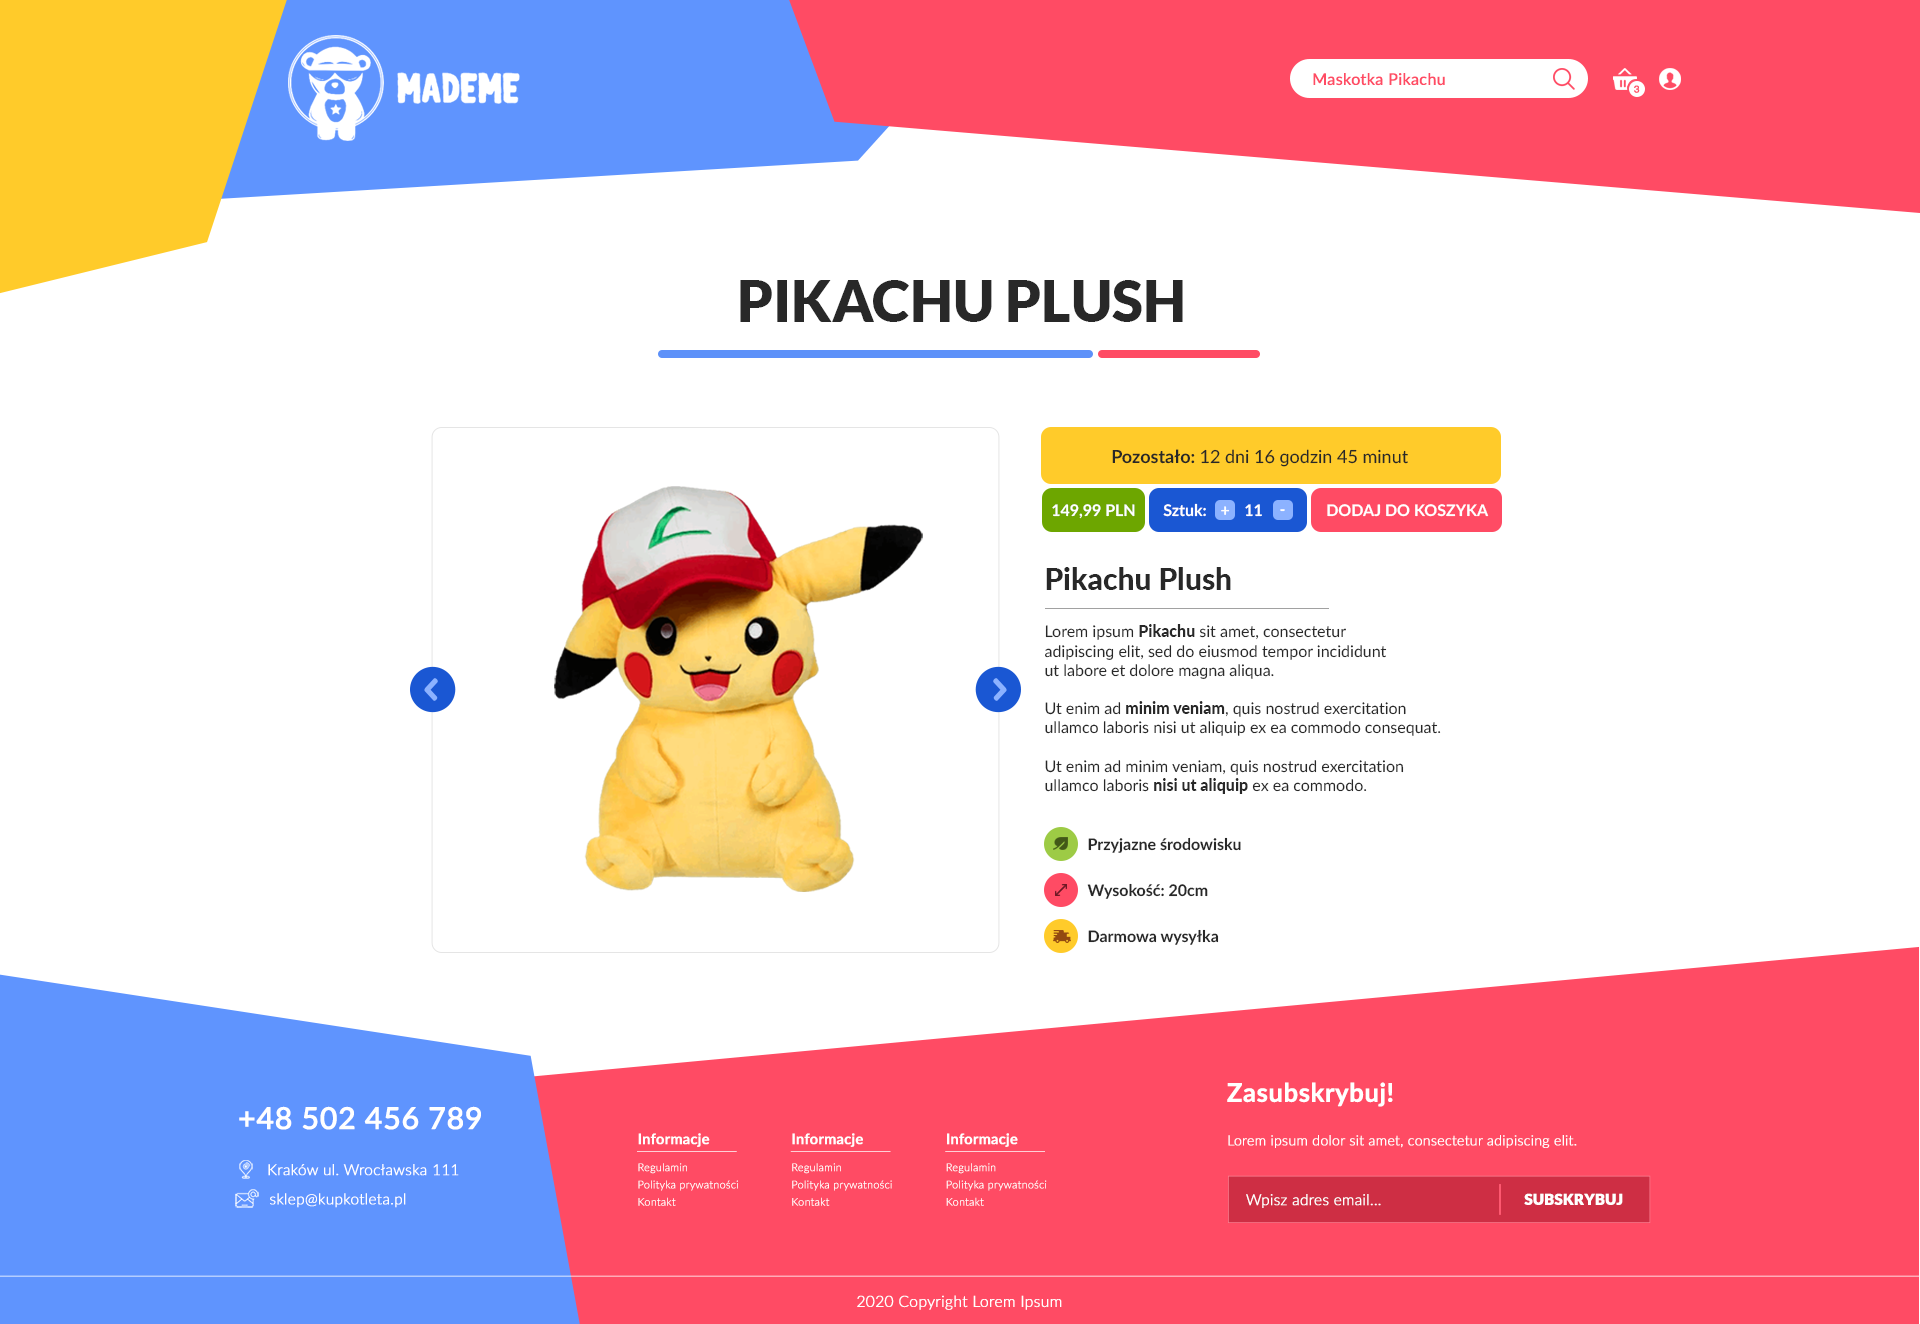 MADEME
Maskotka Pikachu
3
PIKACHU PLUSH
Pozostało: 12 dni 16 godzin 45 minut
149,99 PLN
Sztuk: + 11 -
DODAJ DO KOSZYKA
Pikachu Plush
Lorem ipsum Pikachu sit amet, consectetur
adipiscing elit, sed do eiusmod tempor incididunt
ut labore et dolore magna aliqua.
Ut enim ad minim veniam, quis nostrud exercitation
ullamco laboris nisi ut aliquip ex ea commodo consequat.
Ut enim ad minim veniam, quis nostrud exercitation
ullamco laboris nisi ut aliquip ex ea commodo.
Przyjazne środowisku
Wysokość: 20cm
Darmowa wysyłka
+48 502 456 789
Kraków ul. Wrocławska 111
sklep@kupkotleta.pl
Informacje
Regulamin
Polityka prywatności
Kontakt
Informacje
Regulamin
Polityka prywatności
Kontakt
Informacje
Regulamin
Polityka prywatności
Kontakt
Zasubskrybuj!
Lorem ipsum dolor sit amet, consectetur adipiscing elit.
Wpisz adres email...
SUBSKRYBUJ
2020 Copyright Lorem Ipsum